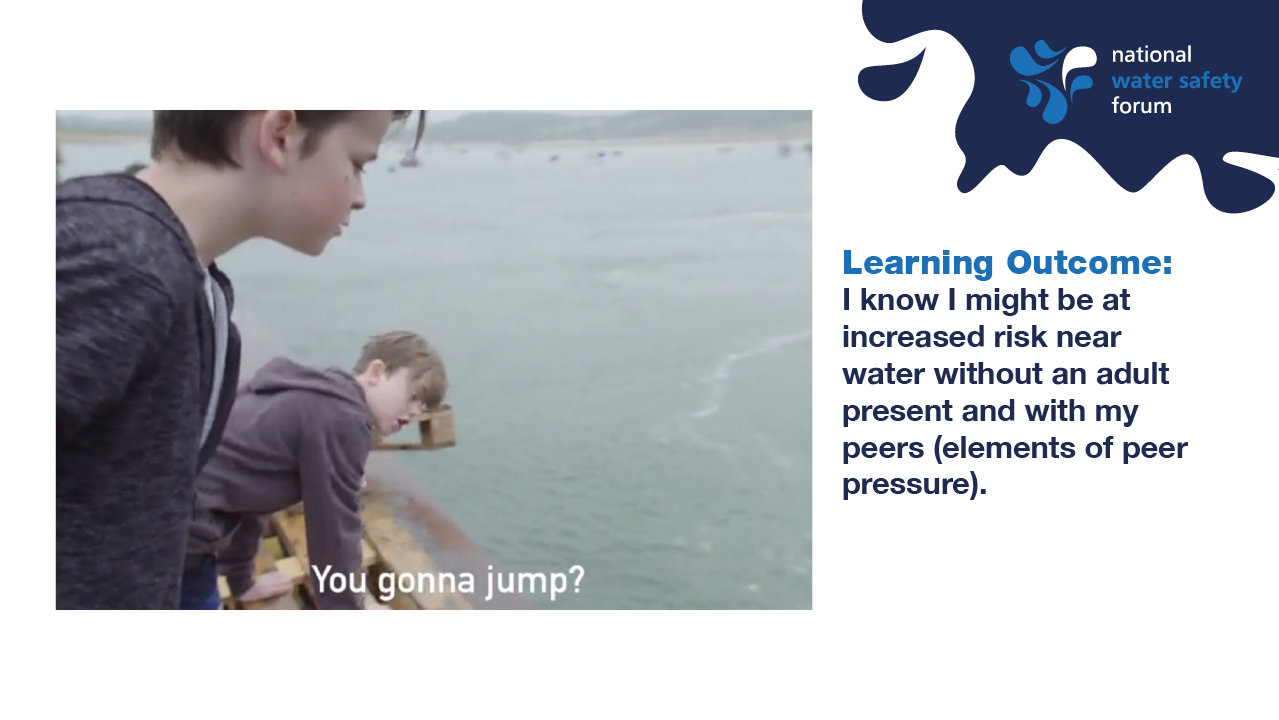 national
water safety
forum
Learning Outcome:
I know I might be at
increased risk near
water without an adult
present and with my
peers (elements of peer
pressure).
You gonna jump?